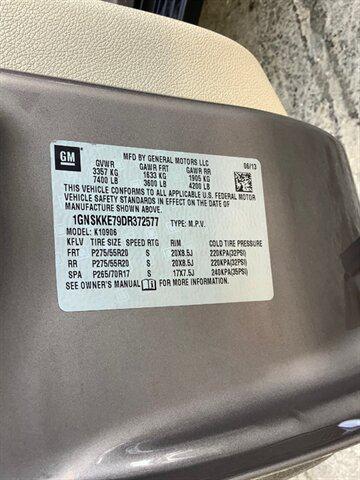 GM
MFD BY GENERAL MOTORS LLC 06/13
GVWR GAWR FRT GAWR RR
3357 KG 1633 KG 1905 KG
7400 LB 3600 LB 4200 LB
THIS VEHICLE CONFORMS TO ALL APPLICABLE U.S. FEDERAL MOTOR
VEHICLE SAFETY STANDARDS IN EFFECT ON THE DATE OF
MANUFACTURE SHOWN ABOVE.
1GNSKKE79DR372577 TYPE: M.P.V.
MODEL: K10906
KFLV TIRE SIZE SPEED RTG RIM COLD TIRE PRESSURE
FRT P275/55R20 S 20X8.5J 220KPA(32PSI)
RR P275/55R20 S 20X8.5J 220KPA(32PSI)
SPA P265/70R17 S 17X7.5J 240KPA(35PSI)
SEE OWNER'S MANUAL FOR MORE INFORMATION